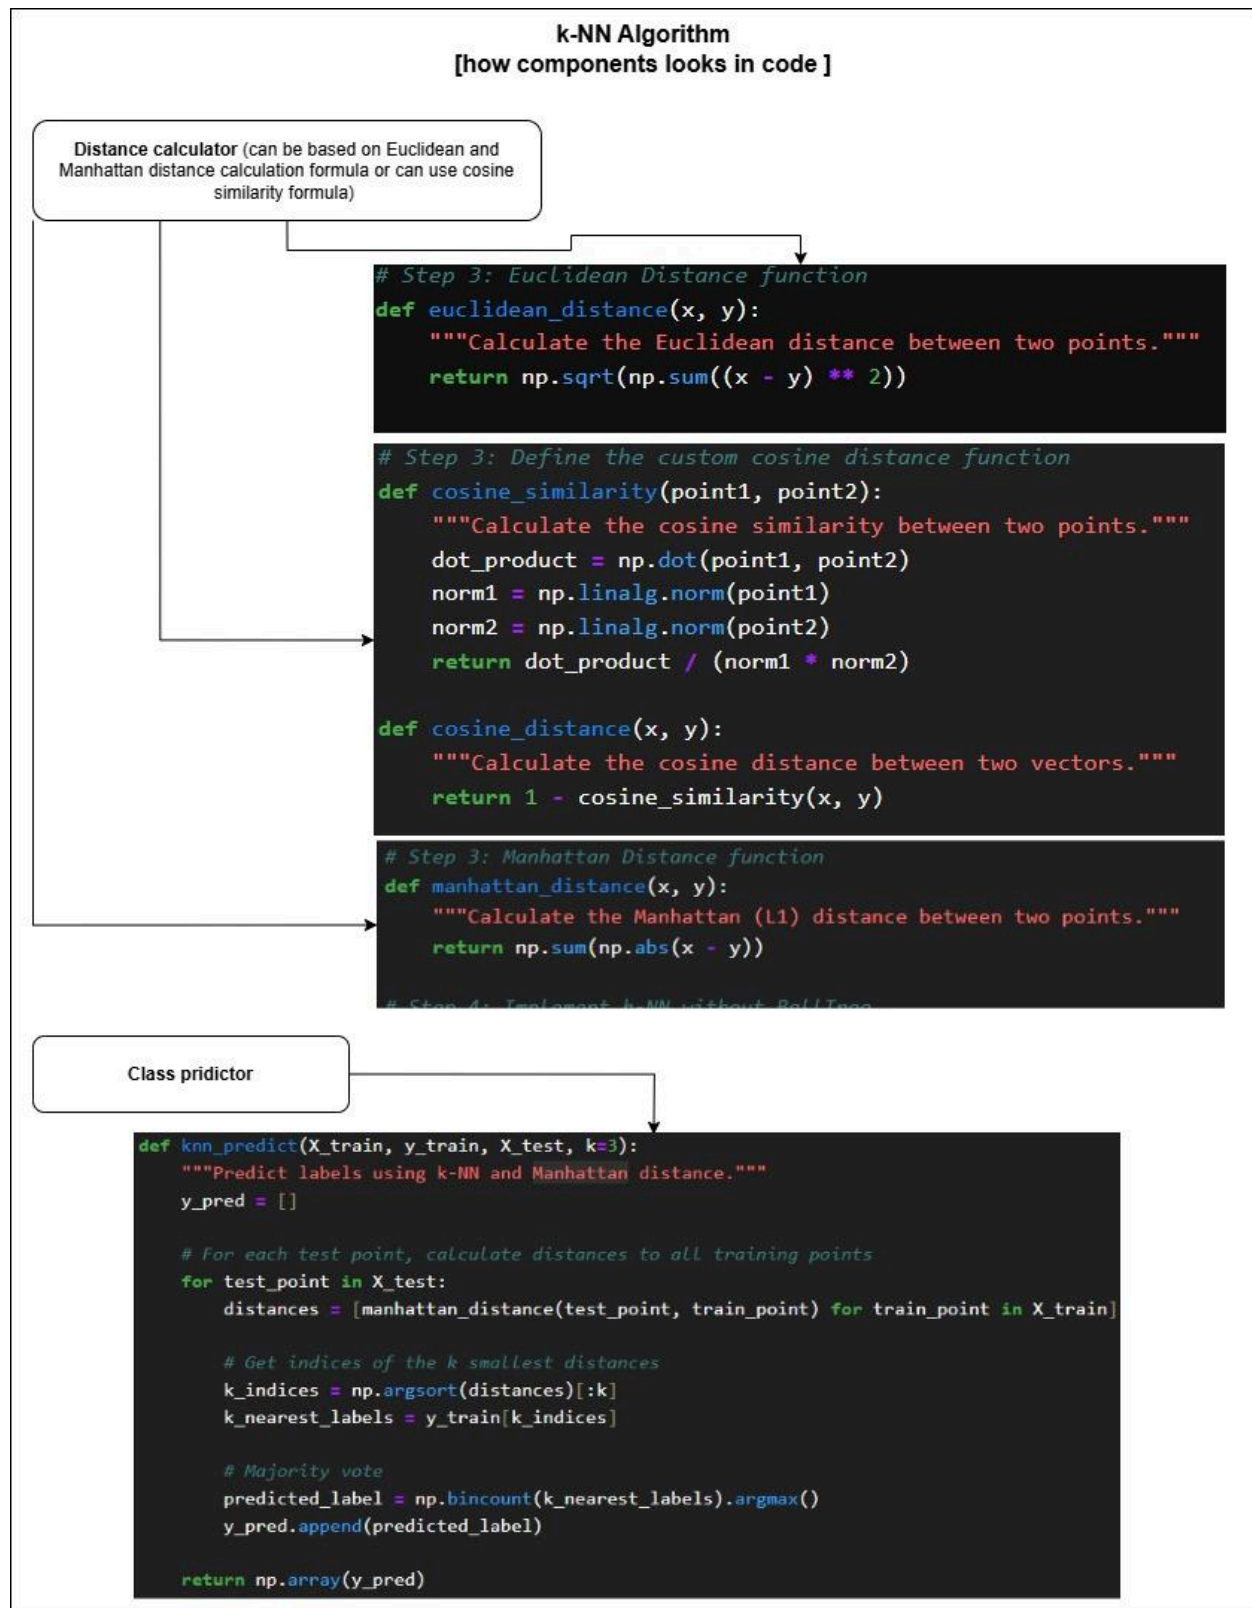 k-NN Algorithm
[how components looks in code ]
Distance calculator (can be based on Euclidean and
Manhattan distance calculation formula or can use cosine
similarity formula)
# Step 3: Euclidean Distance function
def euclidean_distance(x, y):
    """Calculate the Euclidean distance between two points."""
    return np.sqrt(np.sum((x - y) ** 2))
# Step 3: Define the custom cosine distance function
def cosine_similarity(point1, point2):
    """Calculate the cosine similarity between two points."""
    dot_product = np.dot(point1, point2)
    norm1 = np.linalg.norm(point1)
    norm2 = np.linalg.norm(point2)
    return dot_product / (norm1 * norm2)
def cosine_distance(x, y):
    """Calculate the cosine distance between two vectors."""
    return 1 - cosine_similarity(x, y)
# Step 3: Manhattan Distance function
def manhattan_distance(x, y):
    """Calculate the Manhattan (L1) distance between two points."""
    return np.sum(np.abs(x - y))
# Step 4: Implement k-NN without BallTree
Class pridictor
def knn_predict(X_train, y_train, X_test, k=3):
    """Predict labels using k-NN and Manhattan distance."""
    y_pred = []
    # For each test point, calculate distances to all training points
    for test_point in X_test:
        distances = [manhattan_distance(test_point, train_point) for train_point in X_train]
        # Get indices of the k smallest distances
        k_indices = np.argsort(distances)[:k]
        k_nearest_labels = y_train[k_indices]
        # Majority vote
        predicted_label = np.bincount(k_nearest_labels).argmax()
        y_pred.append(predicted_label)
    return np.array(y_pred)